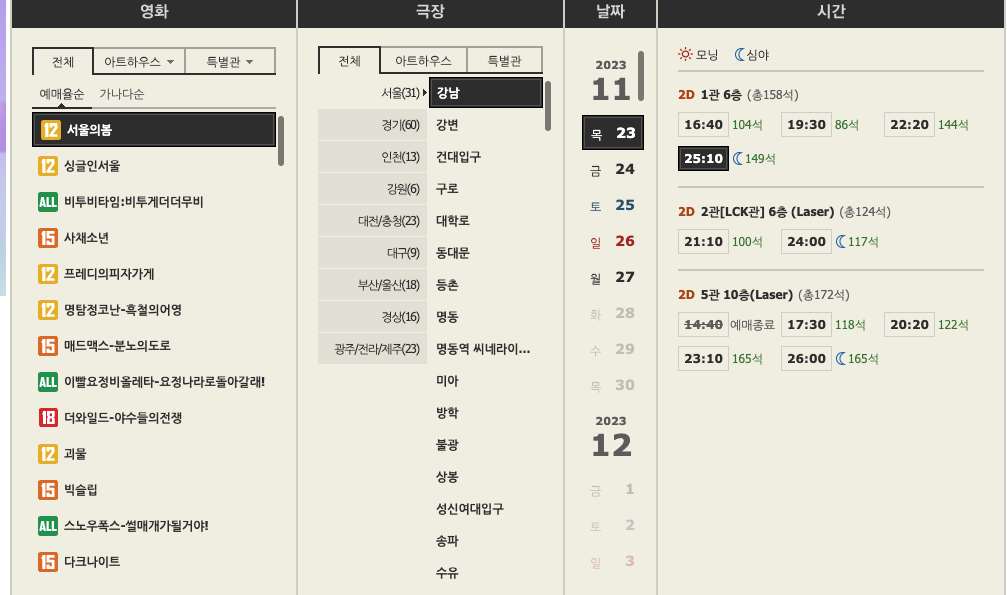 영화
전체 아트하우스 특별관
예매율순 가나다순
12 서울의봄
12 싱글인서울
ALL 비투비타임:비투게더더무비
15 사채소년
12 프레디의피자가게
12 명탐정코난-흑철의어영
15 매드맥스-분노의도로
ALL 이빨요정비올레타-요정나라로돌아갈래!
18 더와일드-야수들의전쟁
12 괴물
15 빅슬립
ALL 스노우폭스-썰매개가될거야!
15 다크나이트
극장
전체 아트하우스 특별관
서울(31)
경기(60)
인천(13)
강원(6)
대전/충청(23)
대구(9)
부산/울산(18)
경상(16)
광주/전라/제주(23)
강남
강변
건대입구
구로
대학로
동대문
등촌
명동
명동역 씨네라이...
미아
방학
불광
상봉
성신여대입구
송파
수유
날짜
2023
11
목 23
금 24
토 25
일 26
월 27
화 28
수 29
목 30
2023
12
금 1
토 2
일 3
시간
모닝 심야
2D 1관 6층 (총158석)
16:40 104석 19:30 86석 22:20 144석
25:10 149석
2D 2관[LCK관] 6층 (Laser) (총124석)
21:10 100석 24:00 117석
2D 5관 10층(Laser) (총172석)
14:40 예매종료 17:30 118석 20:20 122석
23:10 165석 26:00 165석